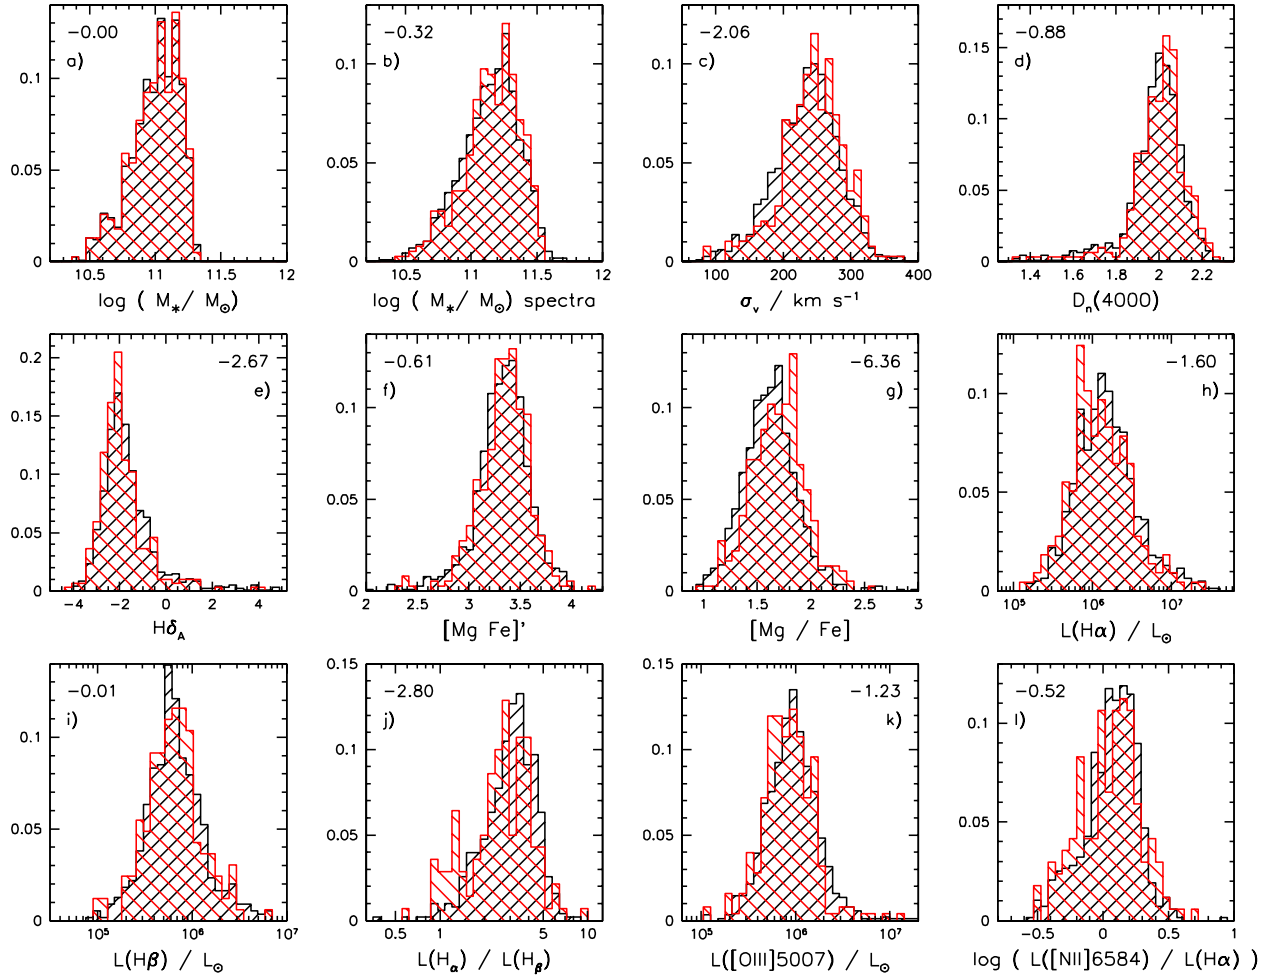 −0.00
a)
0.1
0.05
0
10.5 11 11.5 12
log ( M∗/ M⊙)
−0.32
b)
0.1
0.05
0
10.5 11 11.5 12
log ( M∗/ M⊙) spectra
−2.06
c)
0.1
0.05
0
100 200 300 400
σᵥ / km s⁻¹
−0.88
d)
0.15
0.1
0.05
0
1.4 1.6 1.8 2 2.2
Dₙ(4000)
−2.67
e)
0.2
0.15
0.1
0.05
0
−4 −2 0 2 4
Hδ_A
−0.61
f)
0.1
0.05
0
2 2.5 3 3.5 4
[Mg Fe]'
−6.36
g)
0.1
0.05
0
1 1.5 2 2.5 3
[Mg / Fe]
−1.60
h)
0.1
0.05
0
10⁵ 10⁶ 10⁷
L(Hα) / L⊙
−0.01
i)
0.1
0.05
0
10⁵ 10⁶ 10⁷
L(Hβ) / L⊙
−2.80
j)
0.15
0.1
0.05
0
0.5 1 5 10
L(H_α) / L(H_β)
−1.23
k)
0.15
0.1
0.05
0
10⁵ 10⁶ 10⁷
L([OIII]5007) / L⊙
−0.52
l)
0.1
0.05
0
−0.5 0 0.5 1
log ( L([NII]6584) / L(Hα) )